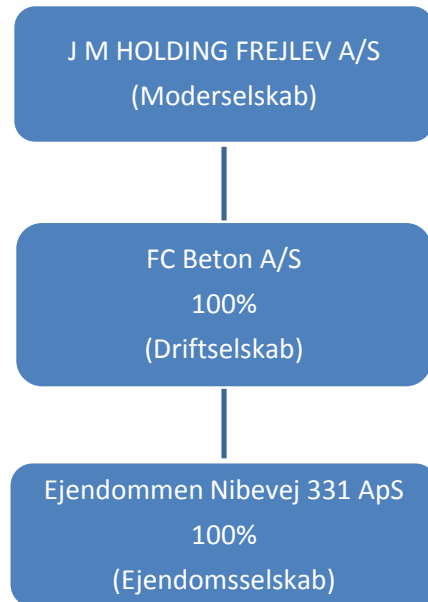 J M HOLDING FREJLEV A/S
(Moderselskab)
FC Beton A/S
100%
(Driftselskab)
Ejendommen Nibevej 331 ApS
100%
(Ejendomsselskab)